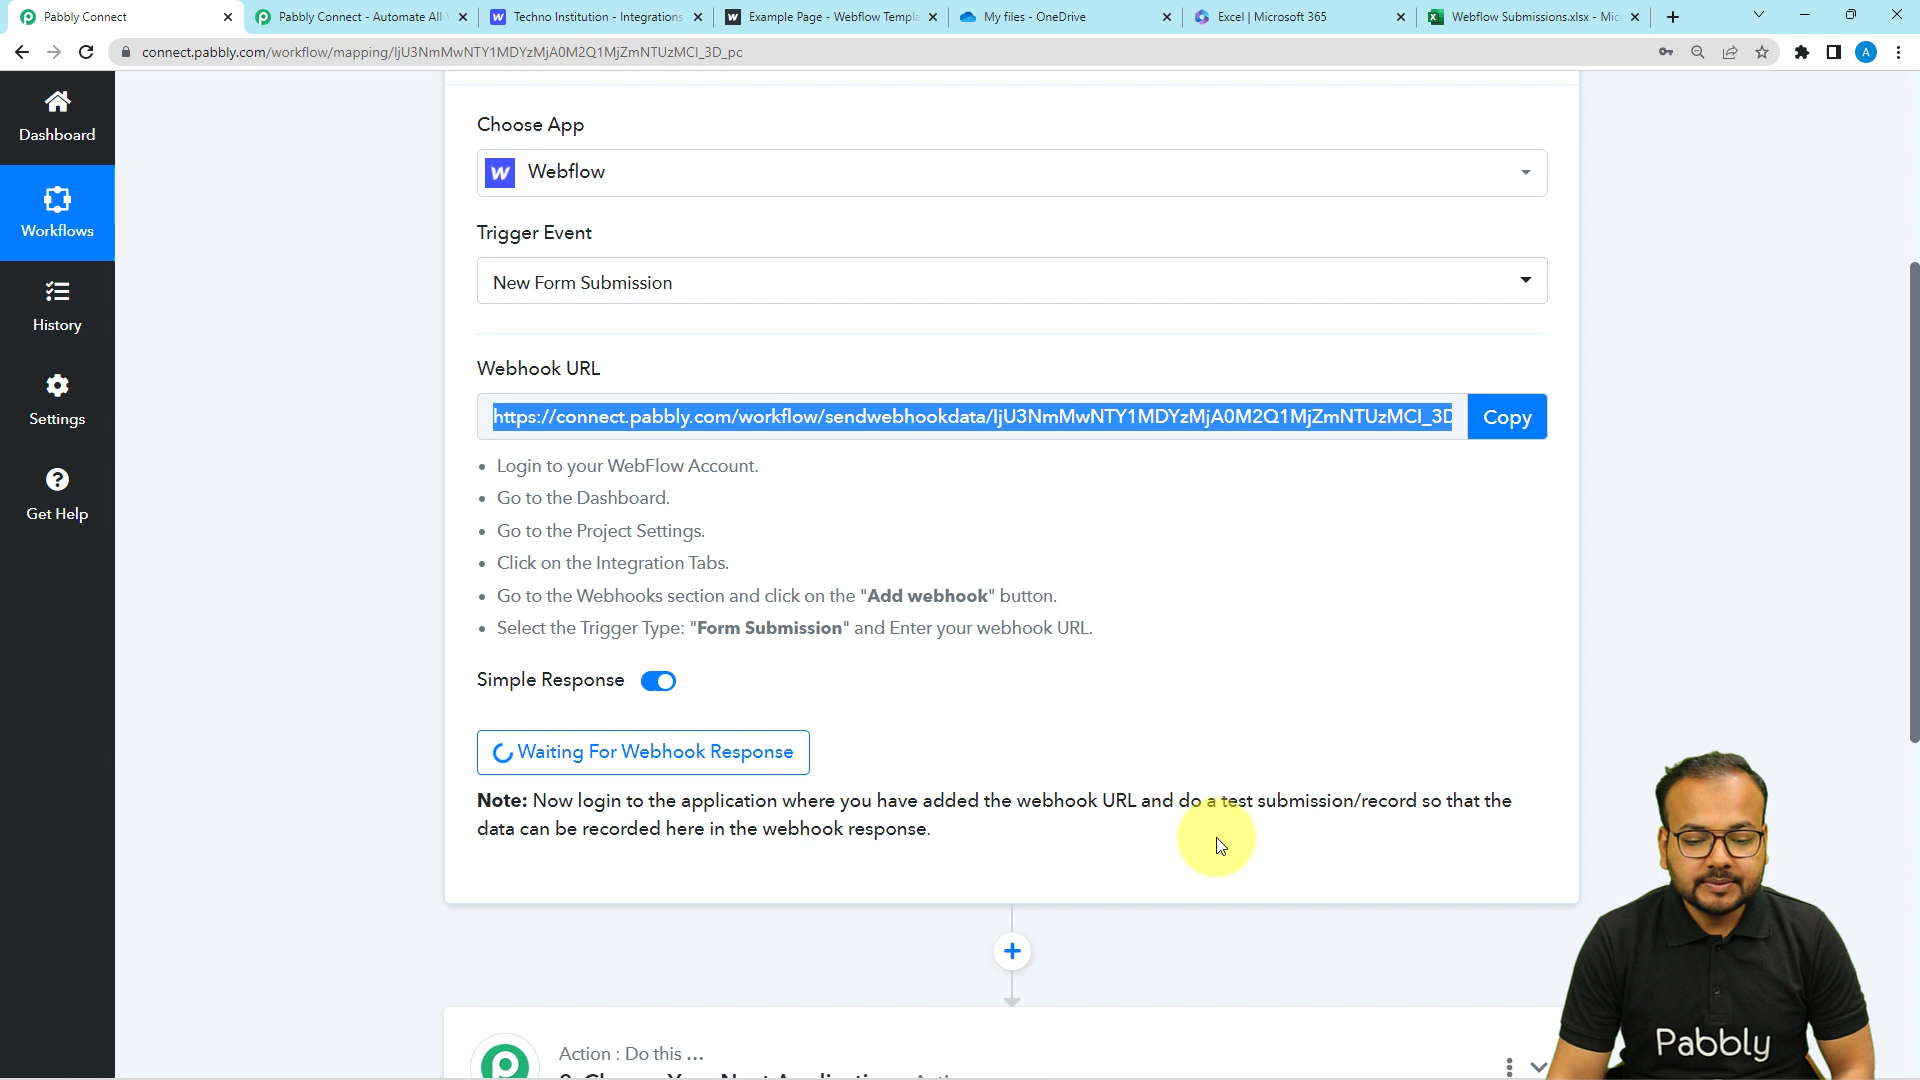 Pabbly Connect
Pabbly Connect - Automate All
Techno Institution - Integrations
Example Page - Webflow Templa
My files - OneDrive
Excel | Microsoft 365
Webflow Submissions.xlsx - Mic
connect.pabbly.com/workflow/mapping/IjU3NmMwNTY1MDYzMjA0M2Q1MjZmNTUzMCI_3D_pc
A
Dashboard
Workflows
History
Settings
Get Help
Choose App
Webflow
Trigger Event
New Form Submission
Webhook URL
https://connect.pabbly.com/workflow/sendwebhookdata/IjU3NmMwNTY1MDYzMjA0M2Q1MjZmNTUzMCI_3D
Copy
• Login to your WebFlow Account.
• Go to the Dashboard.
• Go to the Project Settings.
• Click on the Integration Tabs.
• Go to the Webhooks section and click on the "Add webhook" button.
• Select the Trigger Type: "Form Submission" and Enter your webhook URL.
Simple Response
Waiting For Webhook Response
Note: Now login to the application where you have added the webhook URL and do a test submission/record so that the
data can be recorded here in the webhook response.
Action : Do this ...
Pabbly